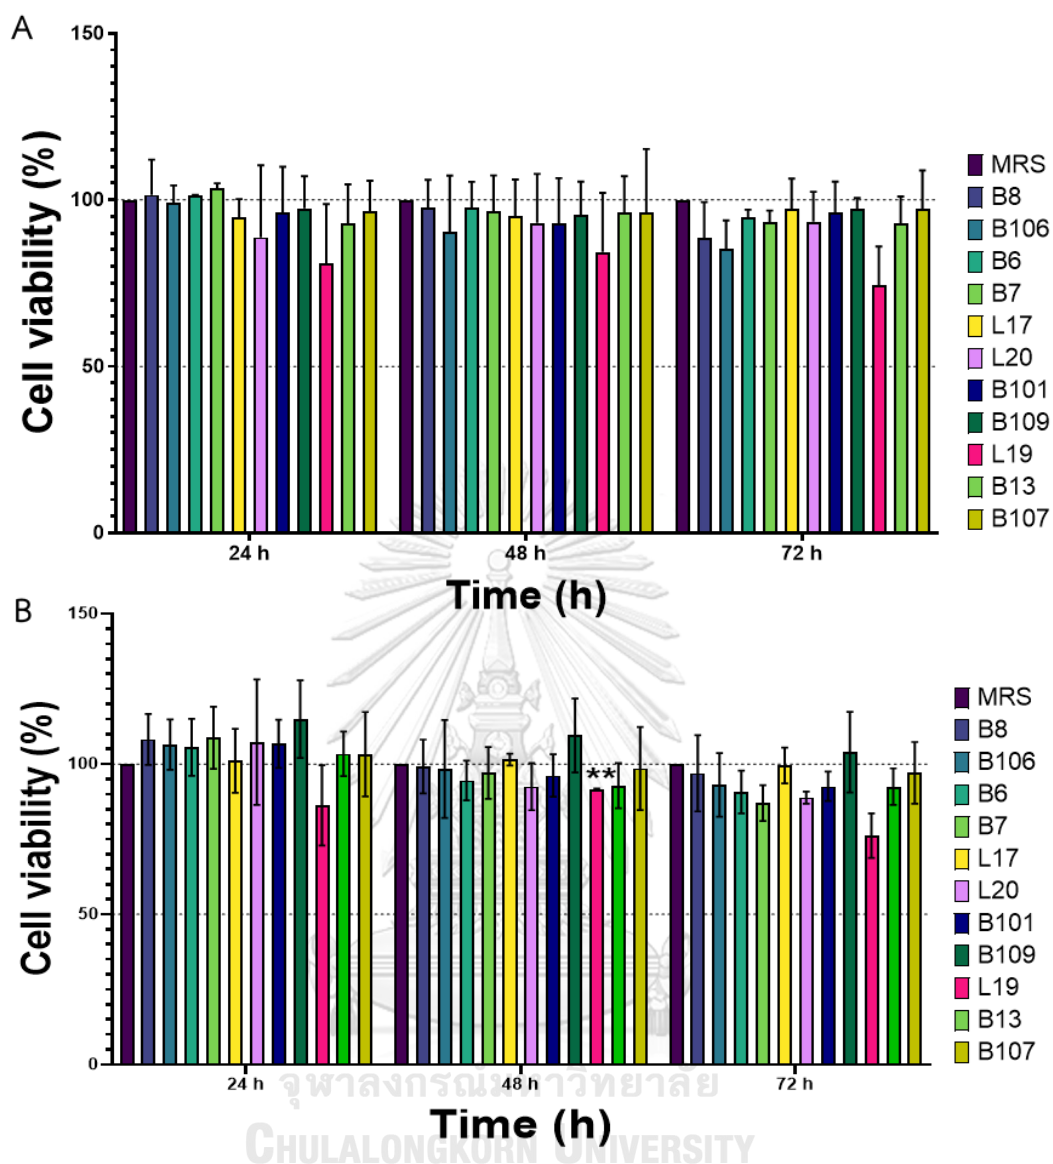 A
150
100
50
0
Cell viability (%)
24 h
48 h
72 h
Time (h)
MRS
B8
B106
B6
B7
L17
L20
B101
B109
L19
B13
B107
B
150
100
50
0
Cell viability (%)
**
24 h
48 h
72 h
Time (h)
MRS
B8
B106
B6
B7
L17
L20
B101
B109
L19
B13
B107
จุฬาลงกรณ์มหาวิทยาลัย
CHULALONGKORN UNIVERSITY